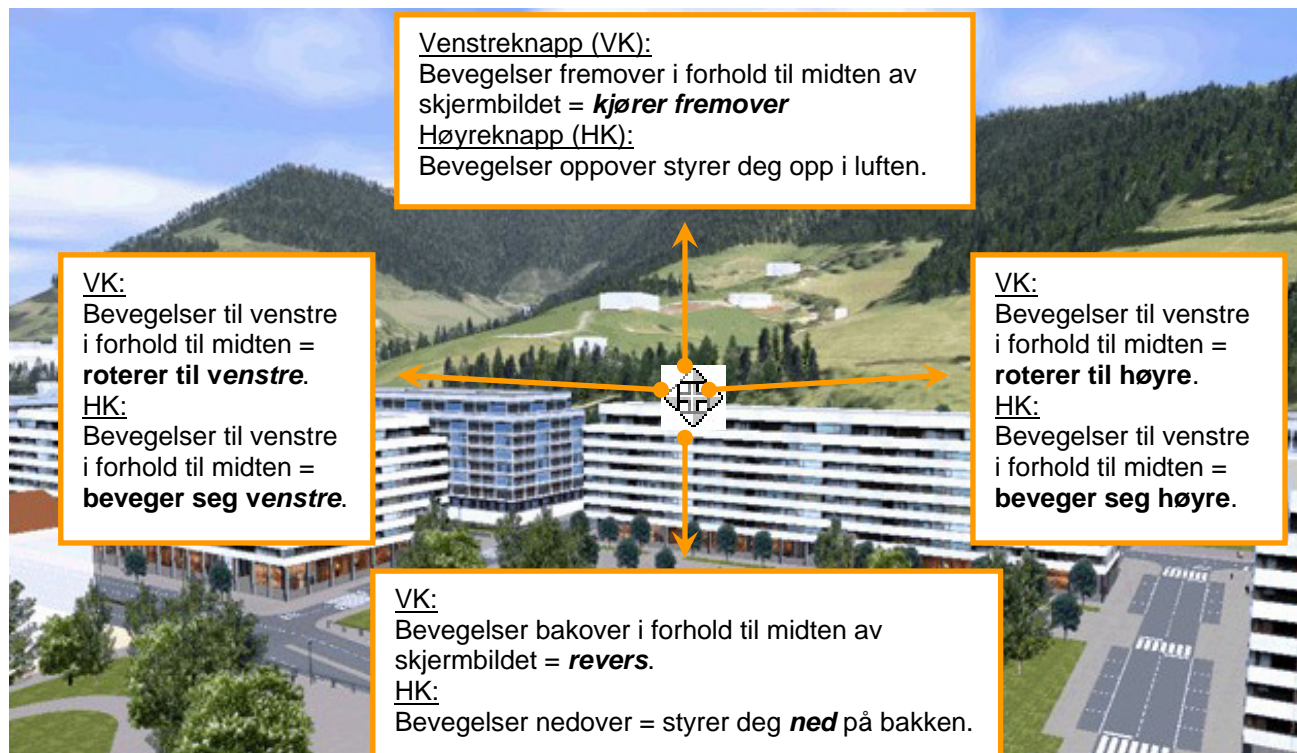 Venstreknapp (VK):
Bevegelser fremover i forhold til midten av
skjermbildet = kjører fremover
Høyreknapp (HK):
Bevegelser oppover styrer deg opp i luften.
VK:
Bevegelser til venstre
i forhold til midten =
roterer til venstre.
HK:
Bevegelser til venstre
i forhold til midten =
beveger seg venstre.
VK:
Bevegelser til venstre
i forhold til midten =
roterer til høyre.
HK:
Bevegelser til venstre
i forhold til midten =
beveger seg høyre.
VK:
Bevegelser bakover i forhold til midten av
skjermbildet = revers.
HK:
Bevegelser nedover = styrer deg ned på bakken.